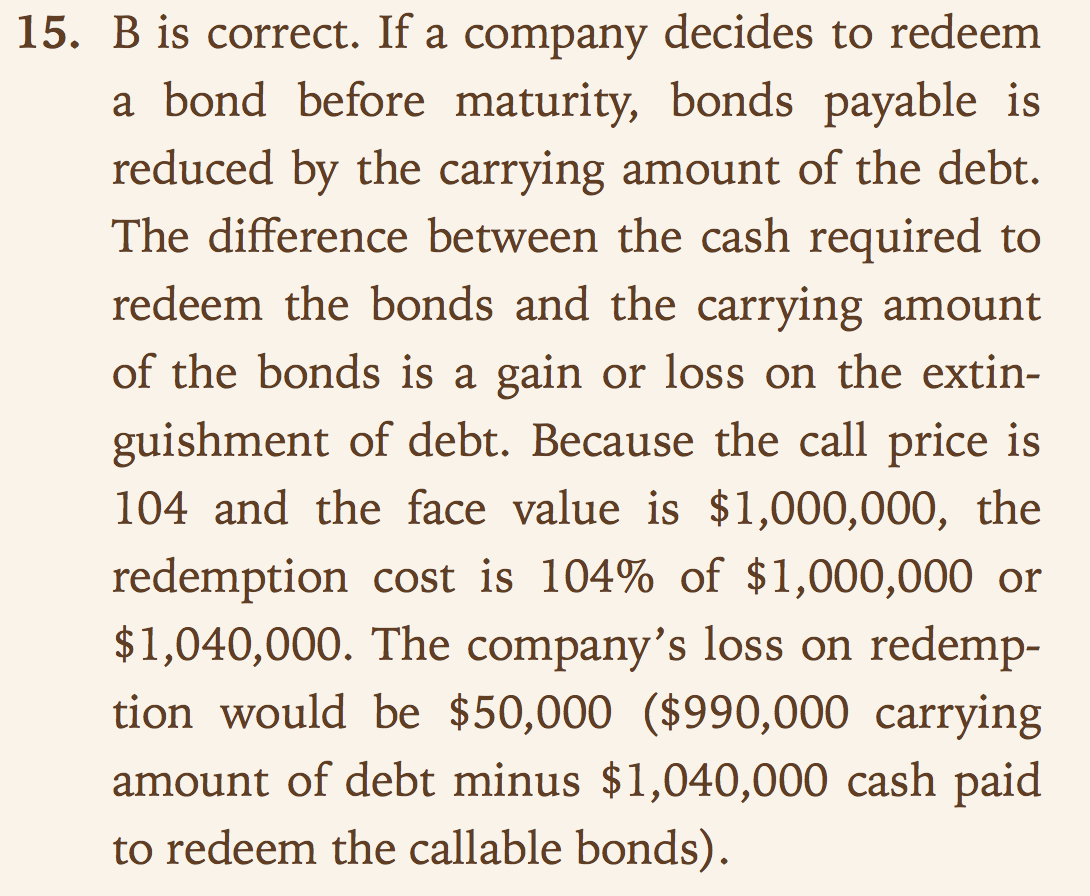 15. B is correct. If a company decides to redeem
a bond before maturity, bonds payable is
reduced by the carrying amount of the debt.
The difference between the cash required to
redeem the bonds and the carrying amount
of the bonds is a gain or loss on the extin-
guishment of debt. Because the call price is
104 and the face value is $1,000,000, the
redemption cost is 104% of $1,000,000 or
$1,040,000. The company’s loss on redemp-
tion would be $50,000 ($990,000 carrying
amount of debt minus $1,040,000 cash paid
to redeem the callable bonds).